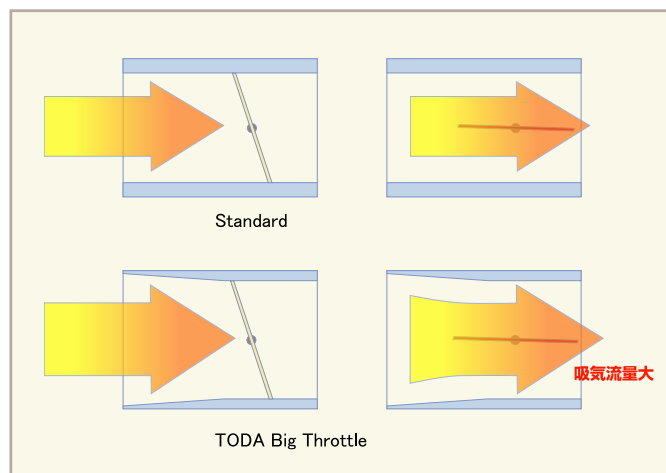 Standard
吸気流量大
TODA Big Throttle